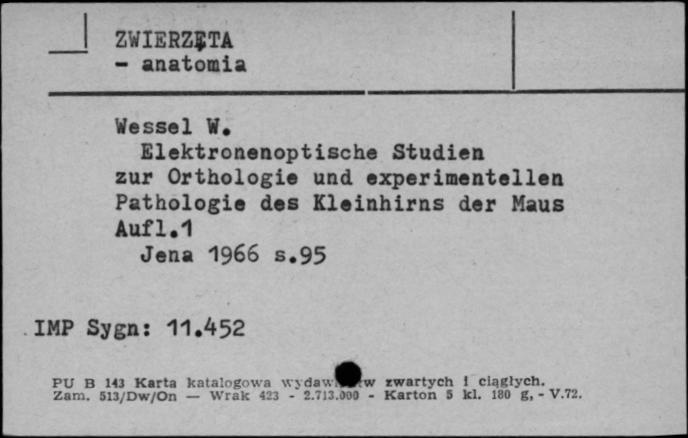 ZWIERZĘTA
- anatomia
Wessel W.
Elektronenoptische Studien
zur Orthologie und experimentellen
Pathologie des Kleinhirns der Maus
Aufl.1
Jena 1966 s.95
IMP Sygn: 11.452
PU B 143 Karta katalogowa zwartych i ciągłych.
Zam. 513/Dw/On — Wrak 423 - 2.713.000 - Karton 5 kl. 180 g, - V.72.